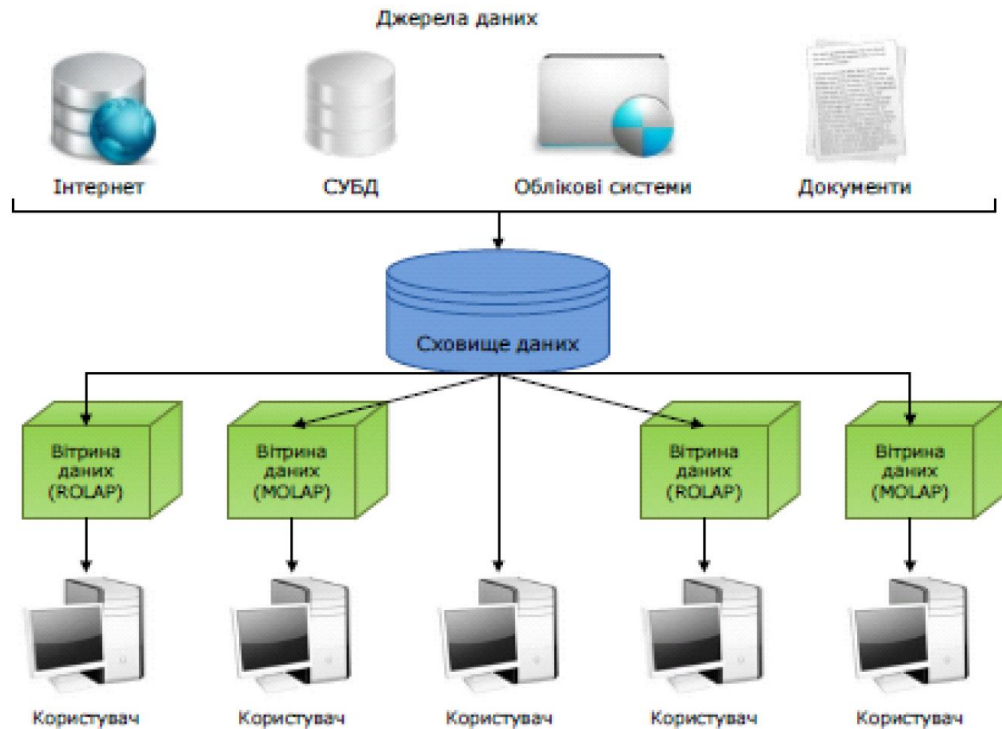 Джерела даних
Інтернет
СУБД
Облікові системи
Документи
Сховище даних
Вітрина
даних
(ROLAP)
Вітрина
даних
(MOLAP)
Вітрина
даних
(ROLAP)
Вітрина
даних
(MOLAP)
Користувач
Користувач
Користувач
Користувач
Користувач